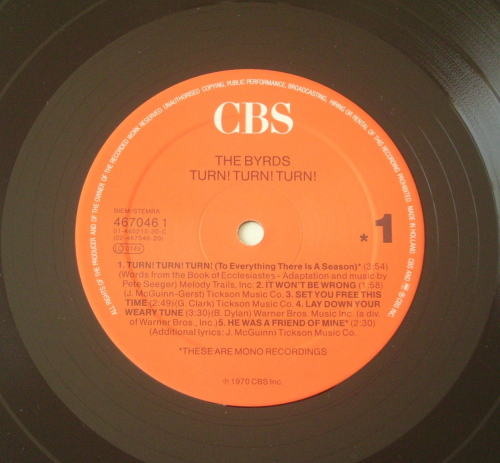 ALL RIGHTS OF THE PRODUCER AND OF THE OWNER OF THE RECORDED WORK RESERVED. UNAUTHORISED COPYING, PUBLIC PERFORMANCE, BROADCASTING, HIRING OR RENTAL OF THIS RECORDING PROHIBITED. MADE IN HOLLAND.
CBS
THE BYRDS
TURN! TURN! TURN!
BIEM/STEMRA
467046 1
*1
1. TURN! TURN! TURN! (To Everything There Is A Season)* (3:54)
(Words from the Book of Ecclesiastes - Adaptation and music by
Pete Seeger) Melody Trails, Inc. 2. IT WON'T BE WRONG (1:58)
(J. McGuinn-Gerst) Tickson Music Co. 3. SET YOU FREE THIS
TIME (2:49)(G. Clark) Tickson Music Co. 4. LAY DOWN YOUR
WEARY TUNE (3:30)(B. Dylan) Warner Bros. Music Inc. (a div.
of Warner Bros., Inc.)5. HE WAS A FRIEND OF MINE* (2:30)
(Additional lyrics: J. McGuinn) Tickson Music Co.
*THESE ARE MONO RECORDINGS
℗ 1970 CBS Inc.